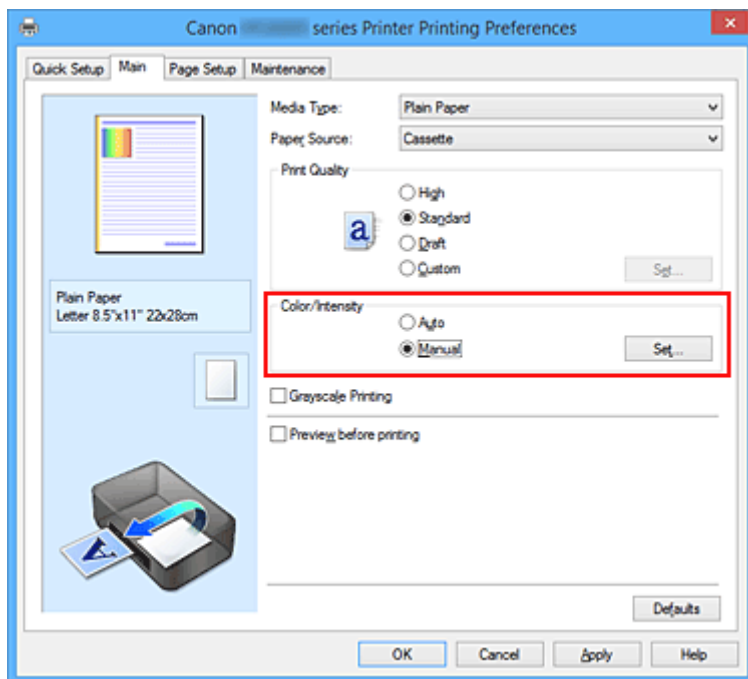 Canon series Printer Printing Preferences
Quick Setup Main Page Setup Maintenance
Media Type: Plain Paper
Paper Source: Cassette
Print Quality
High
Standard
Draft
Custom Set...
Plain Paper
Letter 8.5"x11" 22x28cm
Color/Intensity
Auto
Manual Set...
Grayscale Printing
Preview before printing
A
a
Defaults
OK Cancel Apply Help